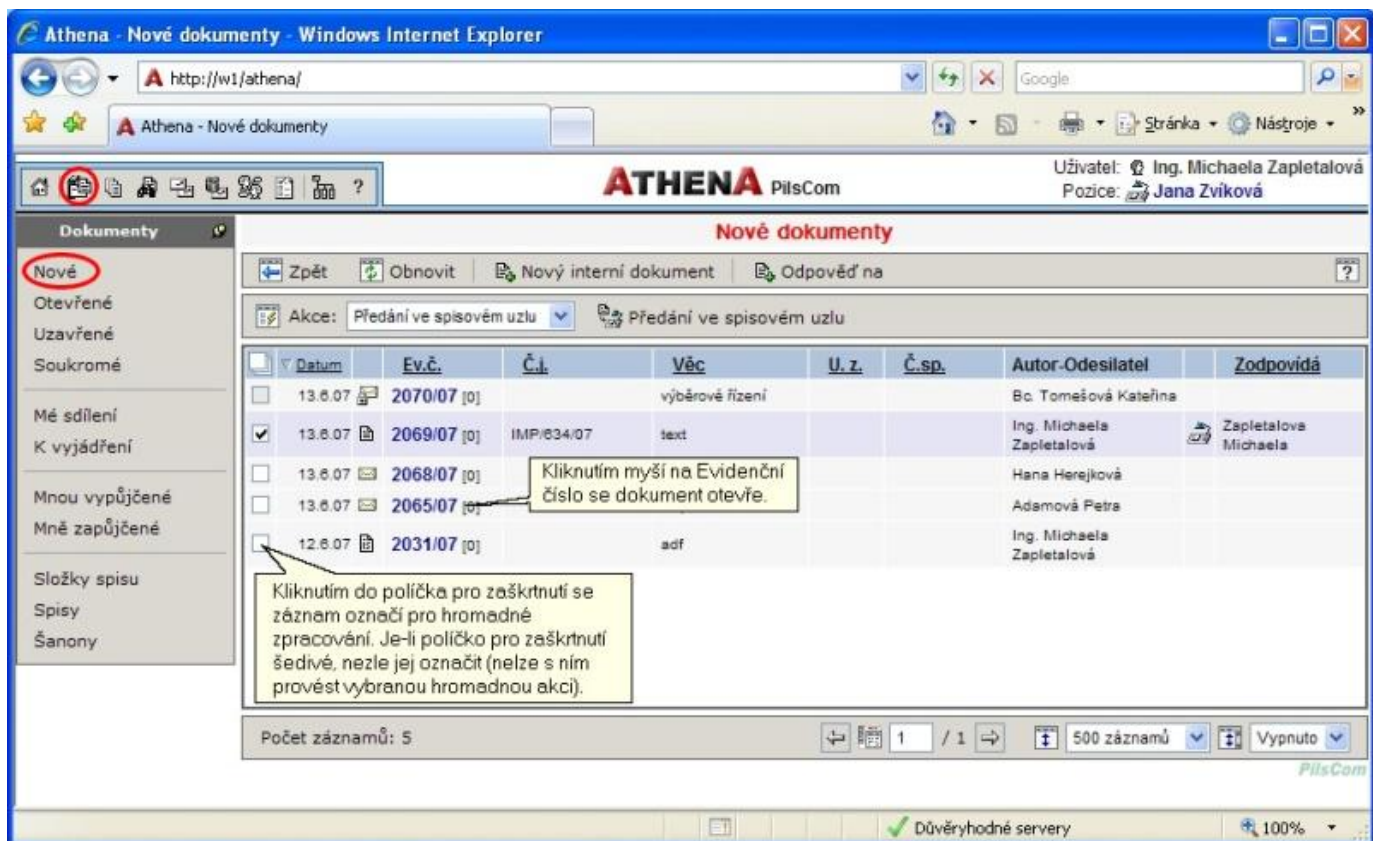 Athena - Nové dokumenty - Windows Internet Explorer
http://w1/athena/
Google
Athena - Nové dokumenty
Stránka
Nástroje
ATHENA PilsCom
Uživatel: Ing. Michaela Zapletalová
Pozice: Jana Zvíková
Dokumenty
Nové dokumenty
Nové
Otevřené
Uzavřené
Soukromé
Mé sdílení
K vyjádření
Mnou vypůjčené
Mně zapůjčené
Složky spisu
Spisy
Šanony
Zpět Obnovit Nový interní dokument Odpověď na
Akce: Předání ve spisovém uzlu Předání ve spisovém uzlu
Datum Ev.č. Č.j. Věc U. z. Č.sp. Autor-Odesilatel Zodpovídá
13.6.07 2070/07 [0] výběrové řízení Bc. Tomešová Kateřina
13.6.07 2069/07 [0] IMP/634/07 text Ing. Michaela Zapletalová Zapletalova Michaela
13.6.07 2068/07 [0] Hana Herejková
13.6.07 2065/07 [0] Adamová Petra
12.6.07 2031/07 [0] adf Ing. Michaela Zapletalová
Kliknutím myší na Evidenční
číslo se dokument otevře.
Kliknutím do políčka pro zaškrtnutí se
záznam označí pro hromadné
zpracování. Je-li políčko pro zaškrtnutí
šedivé, nezle jej označit (nelze s ním
provést vybranou hromadnou akci).
Počet záznamů: 5
1 / 1 500 záznamů Vypnuto
PilsCom
Důvěryhodné servery 100%